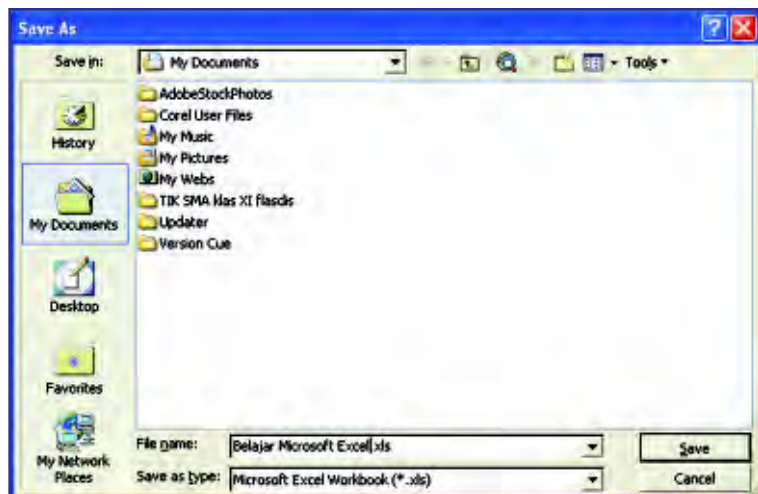 Save As
Save in:
My Documents
Tools
History
My Documents
Desktop
Favorites
My Network
Places
AdobeStockPhotos
Corel User Files
My Music
My Pictures
My Webs
TIK SMA klas XI flasdis
Updater
Version Cue
File name:
Belajar Microsoft Excel.xls
Save
Save as type:
Microsoft Excel Workbook (*.xls)
Cancel